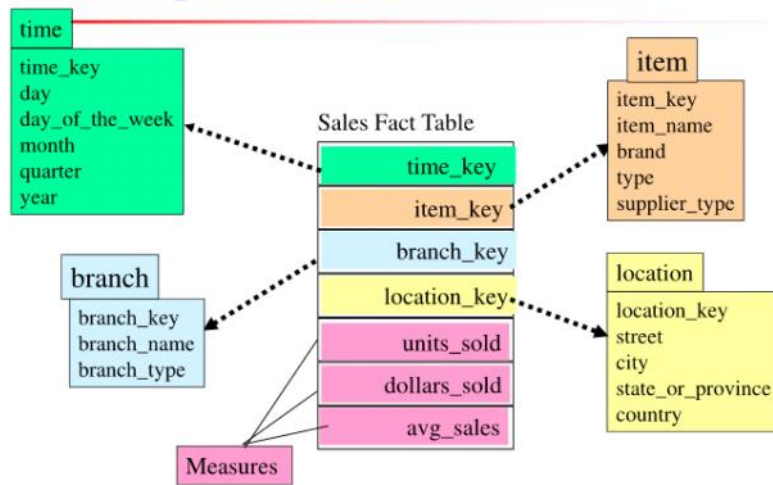 time
time_key
day
day_of_the_week
month
quarter
year
item
item_key
item_name
brand
type
supplier_type
Sales Fact Table
time_key
item_key
branch_key
location_key
units_sold
dollars_sold
avg_sales
branch
branch_key
branch_name
branch_type
location
location_key
street
city
state_or_province
country
Measures